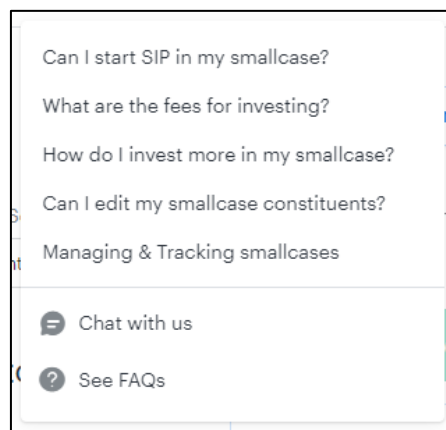 Can I start SIP in my smallcase?
What are the fees for investing?
How do I invest more in my smallcase?
Can I edit my smallcase constituents?
Managing & Tracking smallcases
Chat with us
See FAQs